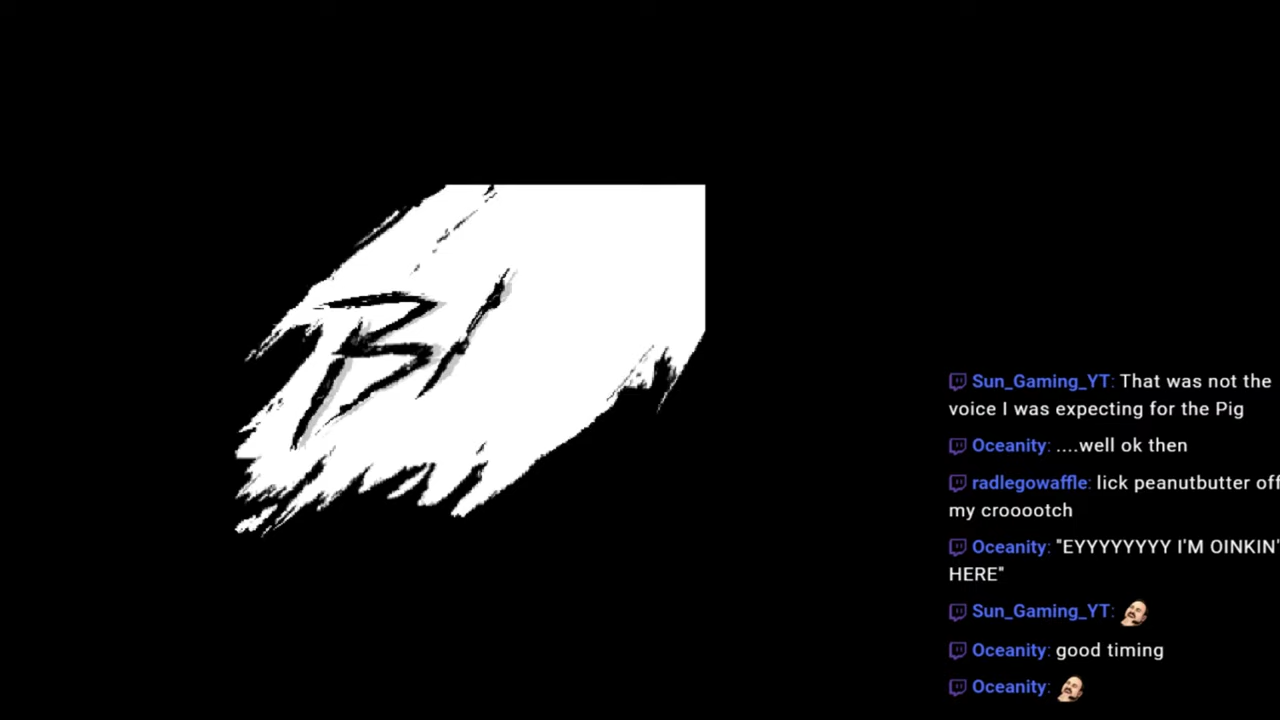 BI
Sun_Gaming_YT: That was not the
voice I was expecting for the Pig
Oceanity: ....well ok then
radlegowaffle: lick peanutbutter off
my crooootch
Oceanity: "EYYYYYYYY I'M OINKIN'
HERE"
Sun_Gaming_YT:
Oceanity: good timing
Oceanity: